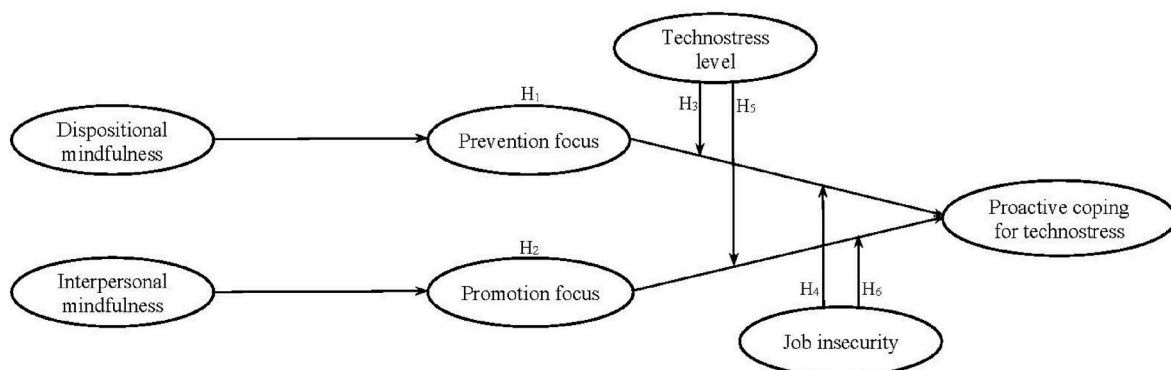 Technostress
level
H1
H3
H5
Dispositional
mindfulness
Prevention focus
Proactive coping
for technostress
H2
Interpersonal
mindfulness
Promotion focus
H4
H6
Job insecurity